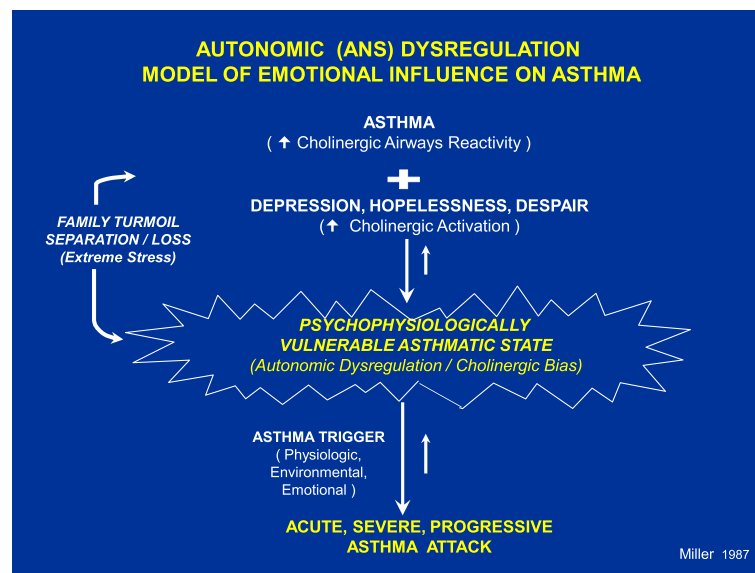 AUTONOMIC (ANS) DYSREGULATION
MODEL OF EMOTIONAL INFLUENCE ON ASTHMA
ASTHMA
( ↑ Cholinergic Airways Reactivity )
+
DEPRESSION, HOPELESSNESS, DESPAIR
(↑ Cholinergic Activation )
FAMILY TURMOIL
SEPARATION / LOSS
(Extreme Stress)
PSYCHOPHYSIOLOGICALLY
VULNERABLE ASTHMATIC STATE
(Autonomic Dysregulation / Cholinergic Bias)
ASTHMA TRIGGER
( Physiologic,
Environmental,
Emotional )
ACUTE, SEVERE, PROGRESSIVE
ASTHMA ATTACK
Miller 1987